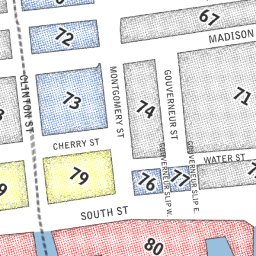 67
72
MADISON
CLINTON ST
73
MONTGOMERY ST
74
GOUVERNEUR ST
71
CHERRY ST
WATER ST
79
76
77
GOUVERNEUR SLIP W.
GOUVERNEUR SLIP E.
SOUTH ST
80